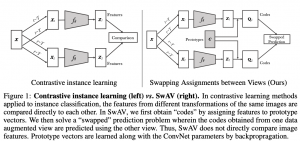 Features
Comparison
Features
Contrastive instance learning
Codes
Prototypes
Swapped
Prediction
Codes
Swapping Assignments between Views (Ours)
Figure 1: Contrastive instance learning (left) vs. SwAV (right). In contrastive learning methods
applied to instance classification, the features from different transformations of the same images are
compared directly to each other. In SwAV, we first obtain "codes" by assigning features to prototype
vectors. We then solve a "swapped" prediction problem wherein the codes obtained from one data
augmented view are predicted using the other view. Thus, SwAV does not directly compare image
features. Prototype vectors are learned along with the ConvNet parameters by backpropragation.